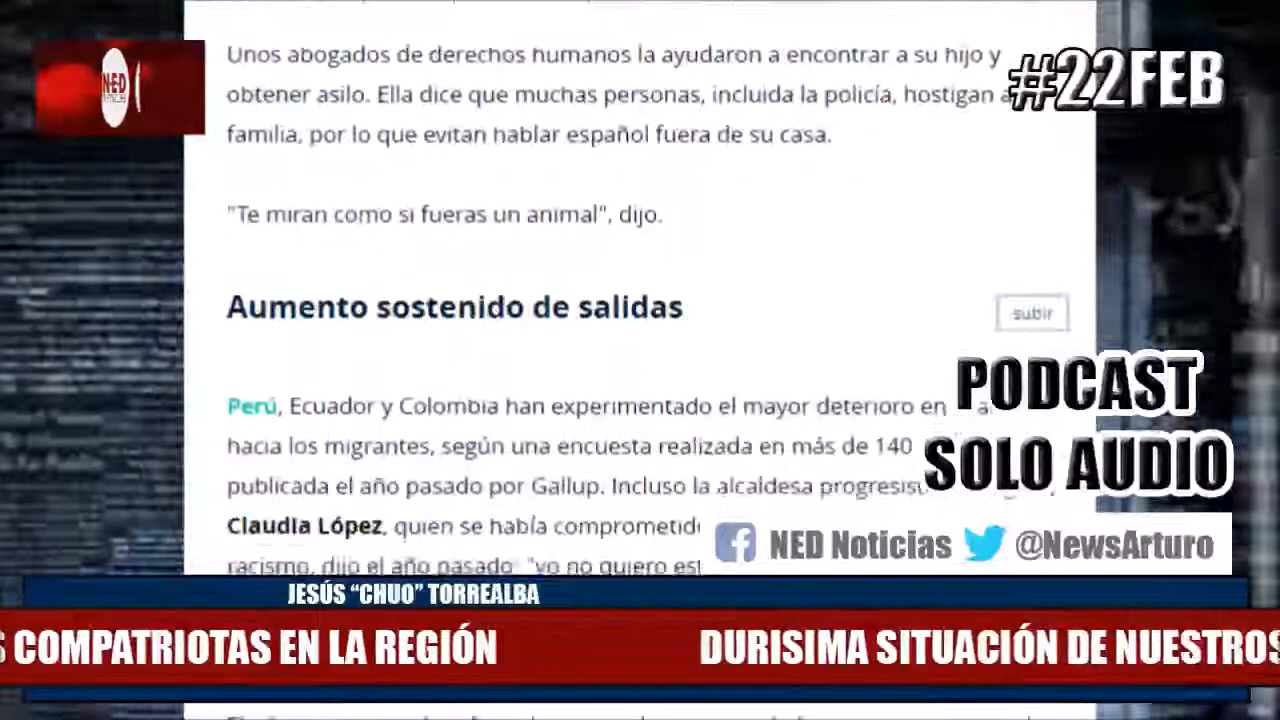 Unos abogados de derechos humanos la ayudaron a encontrar a su hijo y
obtener asilo. Ella dice que muchas personas, incluida la policía, hostigan a
familia, por lo que evitan hablar español fuera de su casa.
NED
#22FEB
"Te miran como si fueras un animal", dijo.
Aumento sostenido de salidas
subir
Perú, Ecuador y Colombia han experimentado el mayor deterioro en
hacia los migrantes, según una encuesta realizada en más de 140
publicada el año pasado por Gallup. Incluso la alcaldesa
Claudia López, quien se había
racismo, dijo el año pasado "yo no quiero
PODCAST
SOLO AUDIO
NED Noticias @NewsArturo
JESÚS “CHUO” TORREALBA
COMPATRIOTAS EN LA REGIÓN DURISIMA SITUACIÓN DE NUESTROS